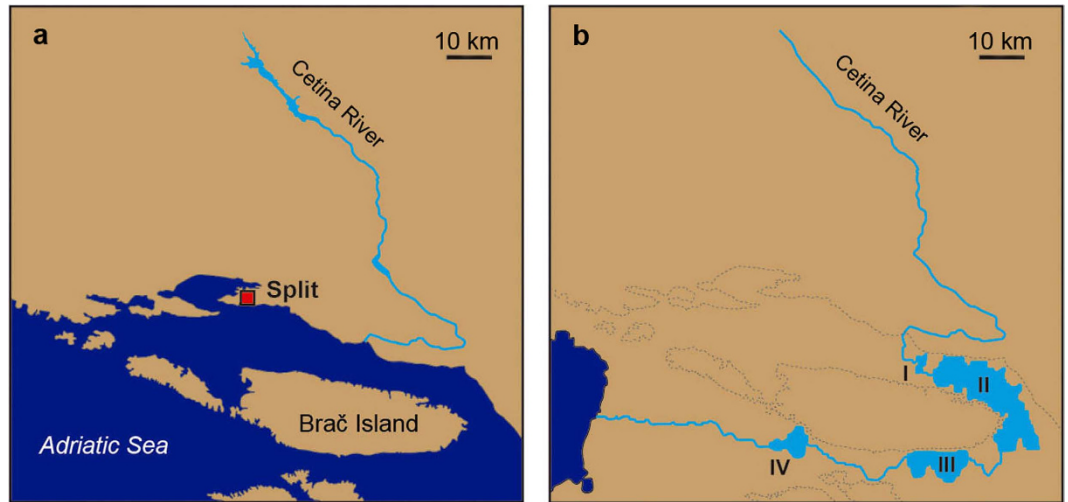 a
10 km
Cetina River
Split
Brač Island
Adriatic Sea
b
10 km
Cetina River
I
II
III
IV